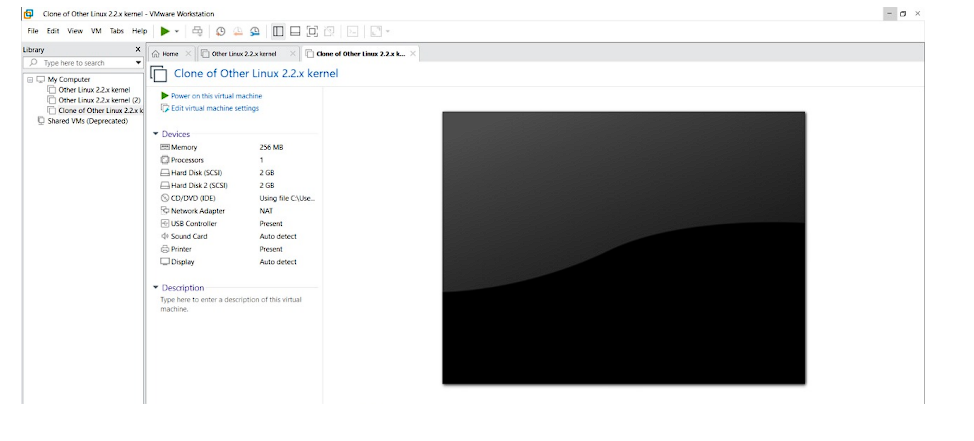 Clone of Other Linux 2.2.x kernel - VMware Workstation
File Edit View VM Tabs Help
Library X
Home Other Linux 2.2.x kernel Clone of Other Linux 2.2.x k...
Type here to search
Clone of Other Linux 2.2.x kernel
My Computer
Other Linux 2.2.x kernel
Other Linux 2.2.x kernel (2)
Clone of Other Linux 2.2.x k
Shared VMs (Deprecated)
Power on this virtual machine
Edit virtual machine settings
Devices
Memory 256 MB
Processors 1
Hard Disk (SCSI) 2 GB
Hard Disk 2 (SCSI) 2 GB
CD/DVD (IDE) Using file C:\Use...
Network Adapter NAT
USB Controller Present
Sound Card Auto detect
Printer Present
Display Auto detect
Description
Type here to enter a description of this virtual
machine.